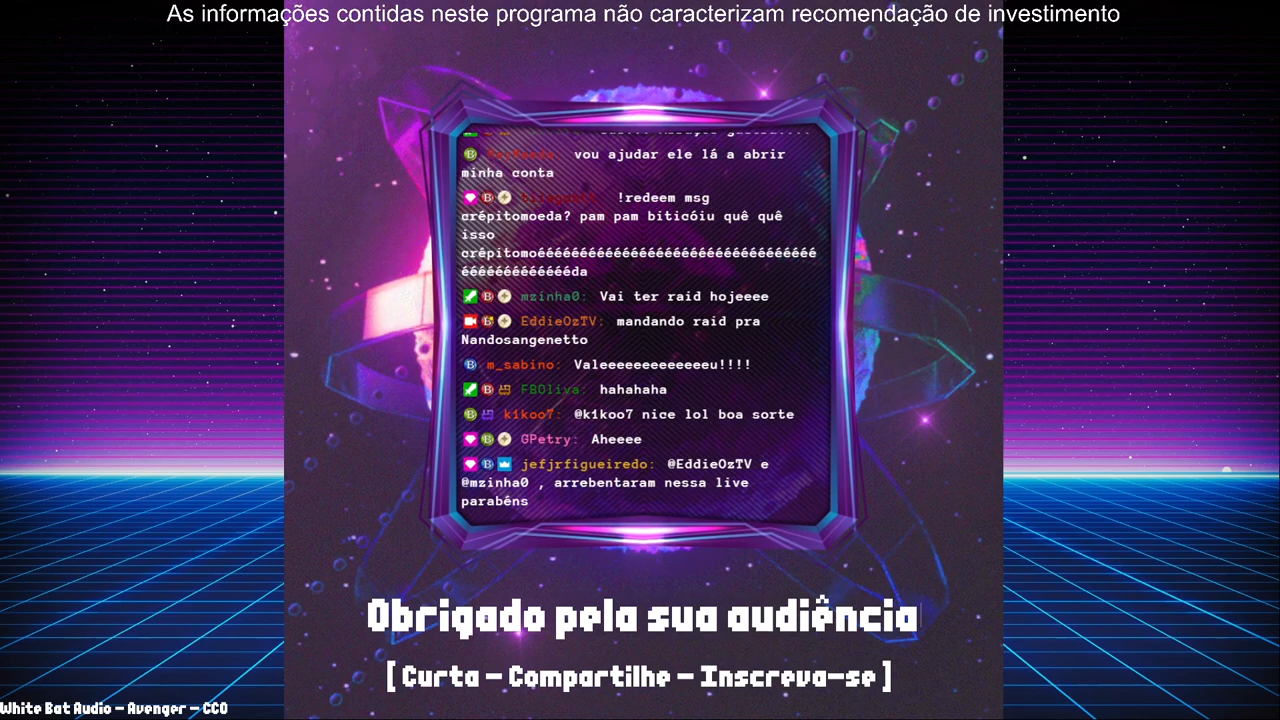 As informações contidas neste programa não caracterizam recomendação de investimento
vou ajudar ele lá a abrir
minha conta
!redeem msg
crépitomoeda? pam pam biticóiu quê quê
isso
crépitomoééééééééééééééééééééééééééééééééé
éééééééééééééda
mzinha0: Vai ter raid hojeeee
EddieOzTV: mandando raid pra
Nandosangenetto
m_sabino: Valeeeeeeeeeeeeeu!!!!
FBOliva: hahahaha
k1koo7: @k1koo7 nice lol boa sorte
GPetry: Aheeee
jefjrfigueiredo: @EddieOzTV e
@mzinha0 , arrebentaram nessa live
parabéns
Obrigado pela sua audiência
[ Curta - Compartilhe - Inscreva-se ]
White Bat Audio - Avenger - CC0